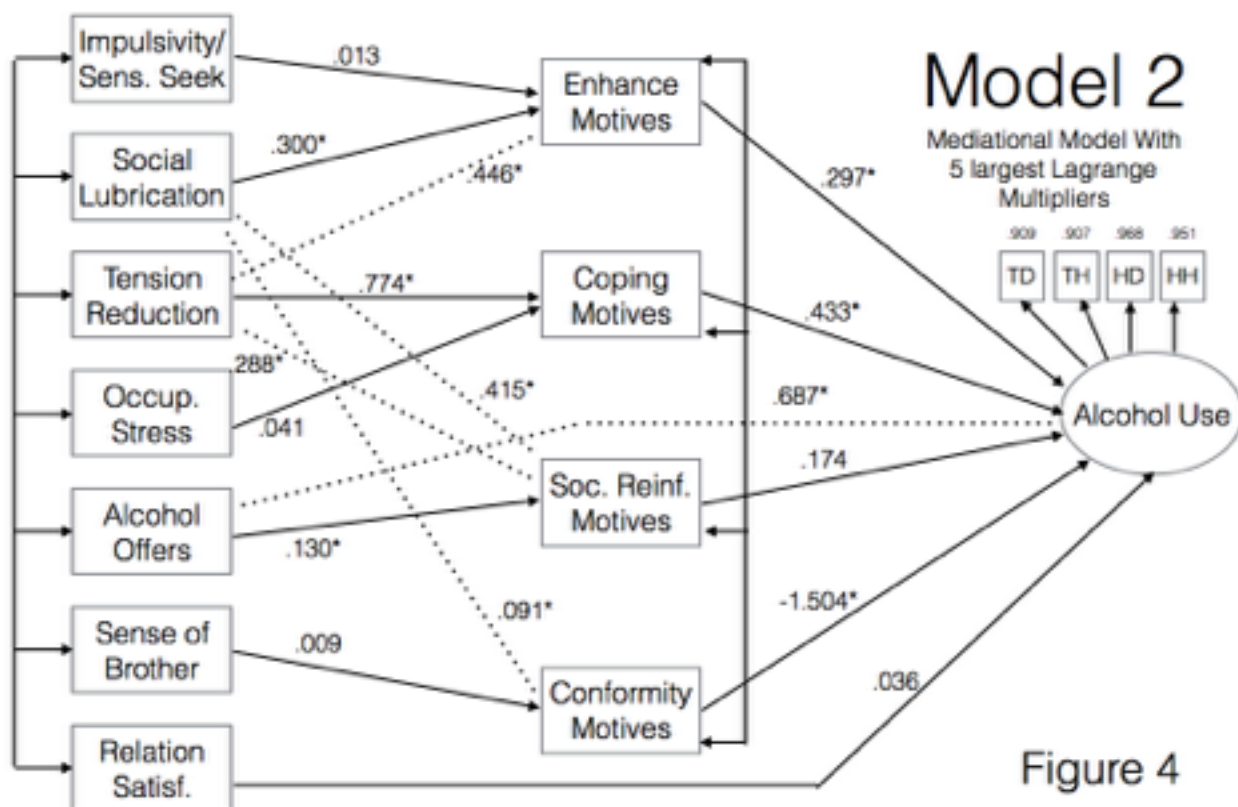 Impulsivity/
Sens. Seek
Social
Lubrication
Tension
Reduction
Occup.
Stress
Alcohol
Offers
Sense of
Brother
Relation
Satisf.
.013
.300*
.446*
.774*
.288*
.041
.415*
.130*
.091*
.009
Enhance
Motives
Coping
Motives
Soc. Reinf.
Motives
Conformity
Motives
.297*
.433*
.687*
.174
-1.504*
.036
Model 2
Mediational Model With
5 largest Lagrange
Multipliers
.909 .907 .968 .951
TD TH HD HH
Alcohol Use
Figure 4